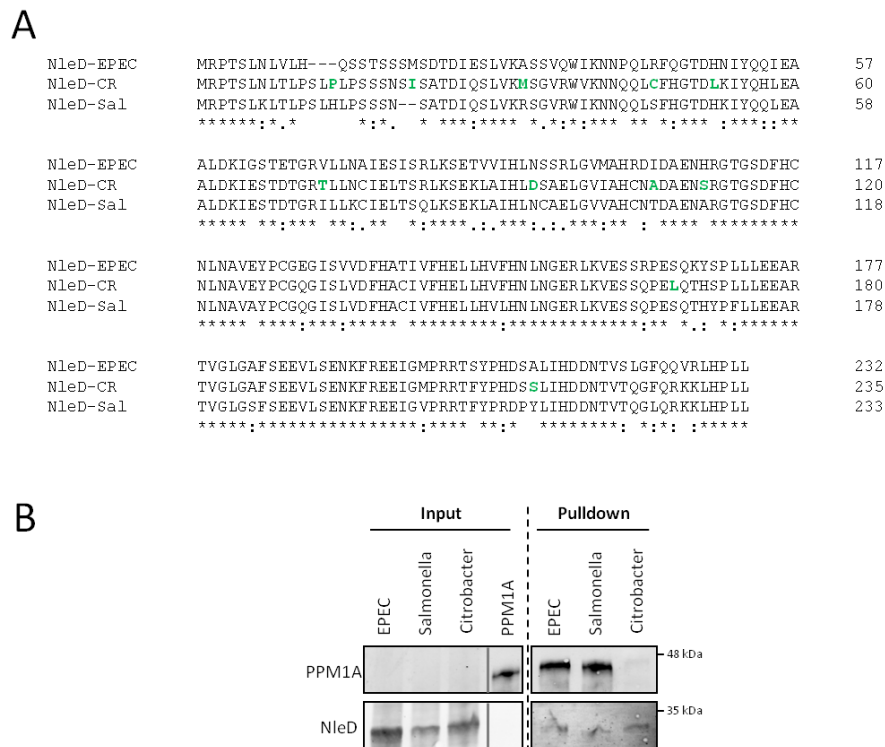 A
NleD-EPEC MRPTSLNLVLH---QSSTSSSMSDTDIESLVKASSVQWIKNNPQLRFQGTDHNIYQQIEA 57
NleD-CR MRPTSLNLTLPSLPLPSSSNSISATDIQSLVKMSGVRWVKNNQQLCFHGTDLKIYQHLEA 60
NleD-Sal MRPTSLKLTLPSLHLPSSSN--SATDIQSLVKRSGVRWIKNNQQLSFHGTDHKIYQQLEA 58
NleD-EPEC ALDKIGSTETGRVLLNAIESISRLKSETVVIHLNSSRLGVMAHRDIDAENHRGTGSDFHC 117
NleD-CR ALDKIESTDTGRTLLNCIELTSRLKSEKLAIHLDSAELGVIAHCNADAENSRGTGSDFHC 120
NleD-Sal ALDKIESTDTGRILLKCIELTSQLKSEKLAIHLNCAELGVVAHCNTDAENARGTGSDFHC 118
NleD-EPEC NLNAVEYPCGEGISVVDFHATIVFHELLHVFHNLNGERLKVESSRPESQKYSPLLLEEAR 177
NleD-CR NLNAVEYPCGQGISLVDFHACIVFHELLHVFHNLNGERLKVESSQPELQTHSPLLLEEAR 180
NleD-Sal NLNAVAYPCGQGISLVDFHACIVFHELLHVLHNLNGERLKVESSQPESQTHYPFLLEEAR 178
NleD-EPEC TVGLGAFSEEVLSENKFREEIGMPRRTSYPHDSALIHDDNTVSLGFQQVRLHPLL 232
NleD-CR TVGLGAFSEEVLSENKFREEIGVPRRTFYPHDSSLIHDDNTVTQGFQRKKLHPLL 235
NleD-Sal TVGLGSFSEEVLSENKFREEIGVPRRTFYPRDPYLIHDDNTVTQGLQRKKLHPLL 233
B
Input Pulldown
EPEC Salmonella Citrobacter PPM1A EPEC Salmonella Citrobacter
PPM1A 48 kDa
NleD 35 kDa